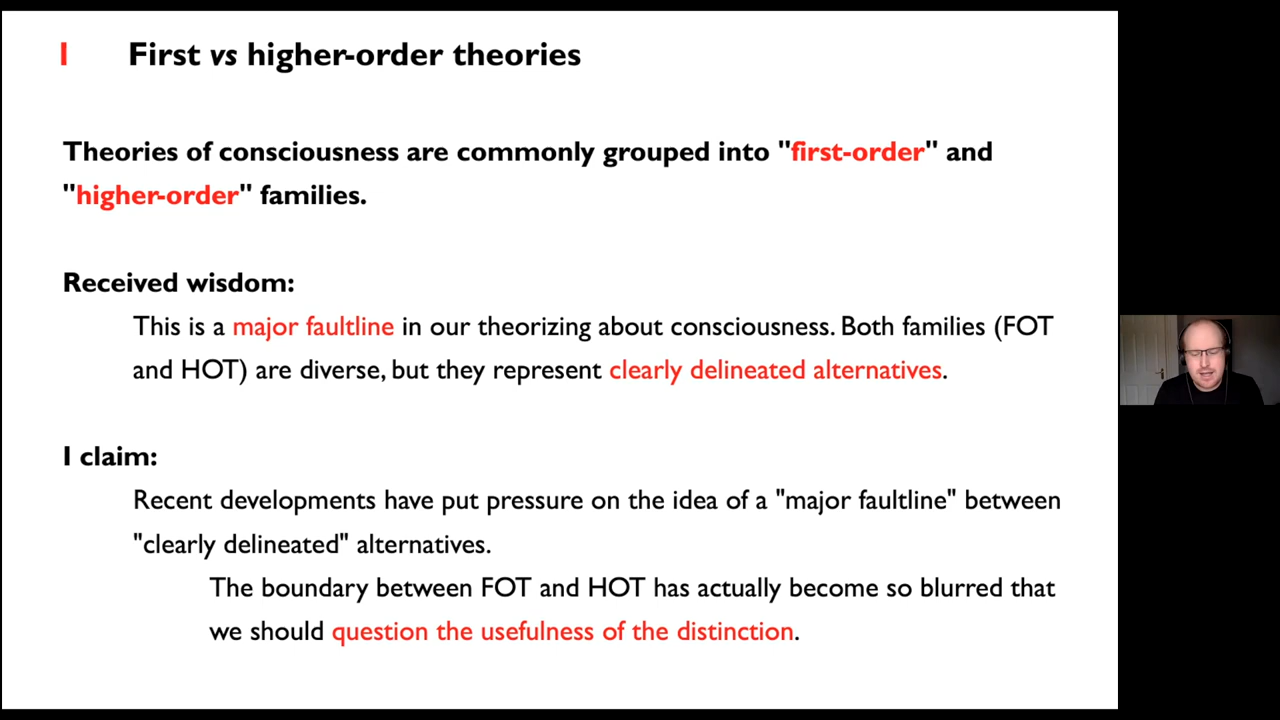 I First vs higher-order theories
Theories of consciousness are commonly grouped into "first-order" and
"higher-order" families.
Received wisdom:
This is a major faultline in our theorizing about consciousness. Both families (FOT
and HOT) are diverse, but they represent clearly delineated alternatives.
I claim:
Recent developments have put pressure on the idea of a "major faultline" between
"clearly delineated" alternatives.
The boundary between FOT and HOT has actually become so blurred that
we should question the usefulness of the distinction.